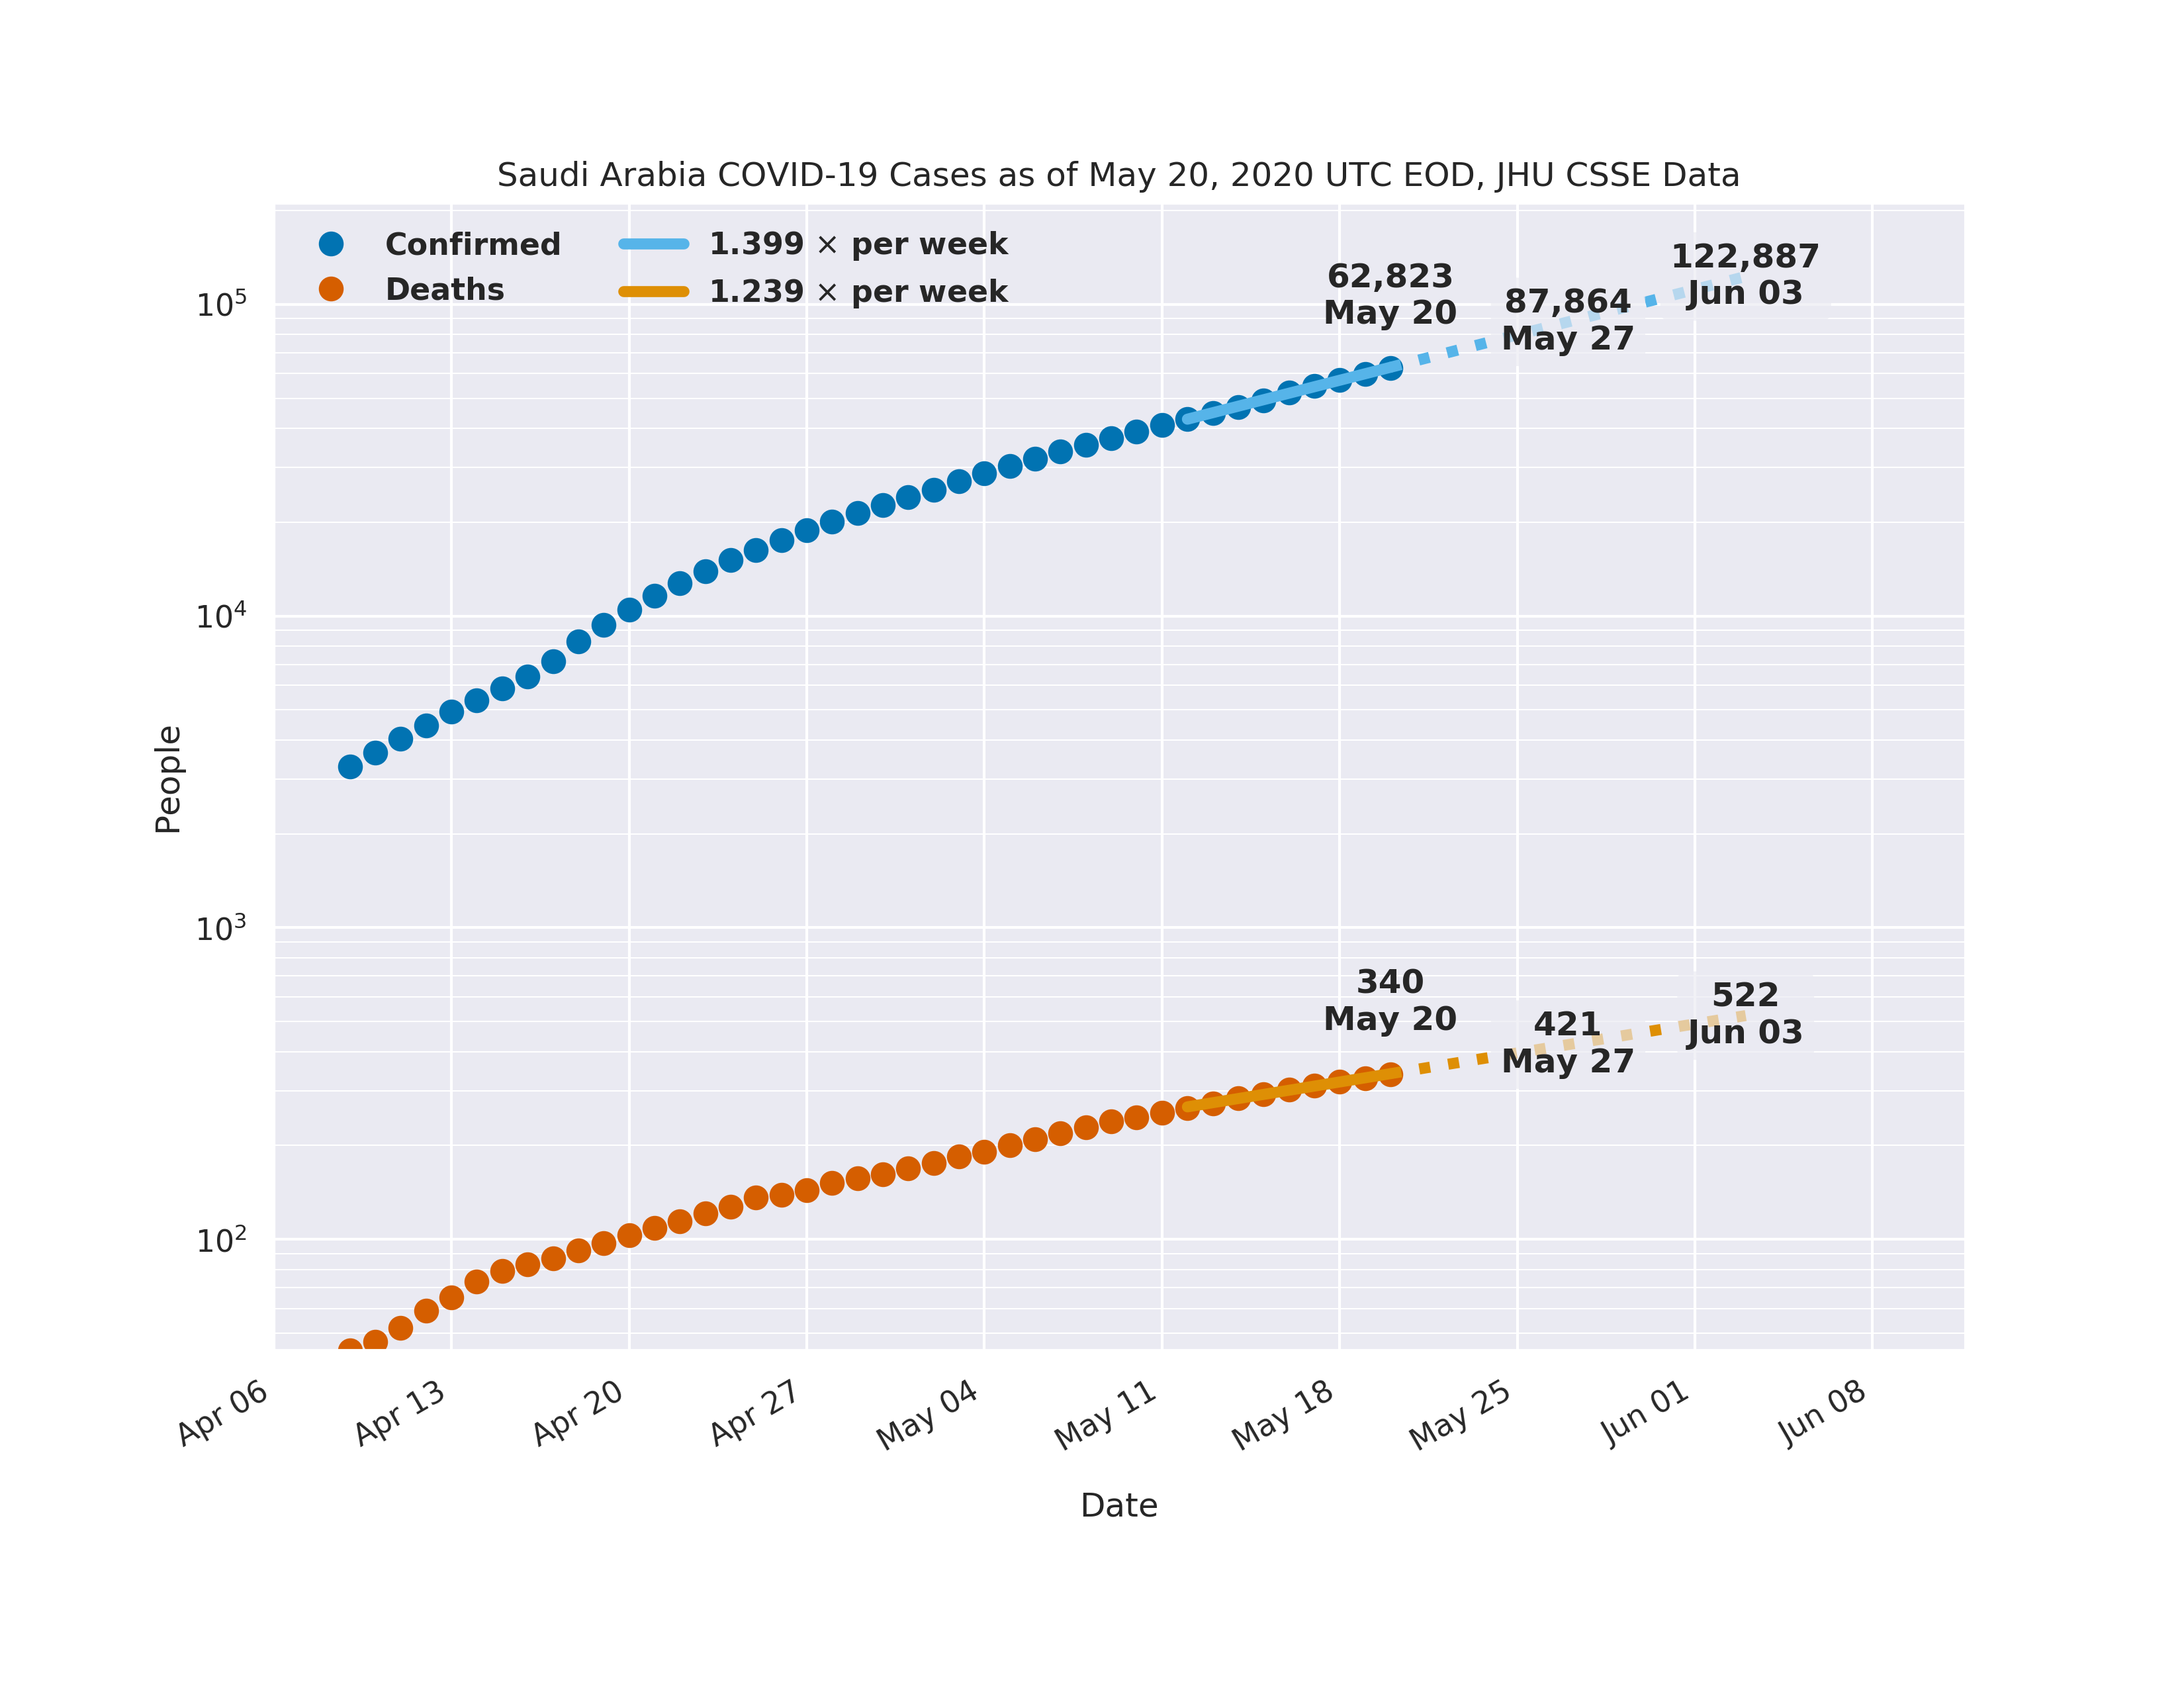 Saudi Arabia COVID-19 Cases as of May 20, 2020 UTC EOD, JHU CSSE Data
Confirmed
Deaths
1.399 × per week
1.239 × per week
62,823
May 20
87,864
May 27
122,887
Jun 03
340
May 20
421
May 27
522
Jun 03
People
10⁵
10⁴
10³
10²
Apr 06
Apr 13
Apr 20
Apr 27
May 04
May 11
May 18
May 25
Jun 01
Jun 08
Date